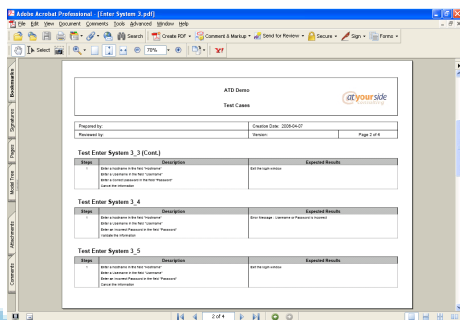 Adobe Acrobat Professional - [Enter System 3.pdf]
File Edit View Document Comments Tools Advanced Window Help
Search Create PDF Comment & Markup Send for Review Secure Sign Forms
Select 70%
Bookmarks
Signatures
Pages
Model Tree
Attachments
Comments
ATD Demo
Test Cases
at yourside
Prepared by: Creation Date: 2008-04-07
Reviewed by: Version: Page 2 of 4
Test Enter System 3_3 (Cont.)
Steps Description Expected Results
1 Enter a Hostname in the field "Hostname" Exit the login window
Enter a Username in the field "Username"
Enter a correct password in the field "Password"
Cancel the information
Test Enter System 3_4
Steps Description Expected Results
1 Enter a Hostname in the field "Hostname" Error Message : Username or Password is incorrect
Enter a Username in the field "Username"
Enter an incorrect Password in the field "Password"
Validate the information
Test Enter System 3_5
Steps Description Expected Results
1 Enter a Hostname in the field "Hostname" Exit the login window
Enter a Username in the field "Username"
Enter an incorrect Password in the field "Password"
Cancel the information
2 of 4